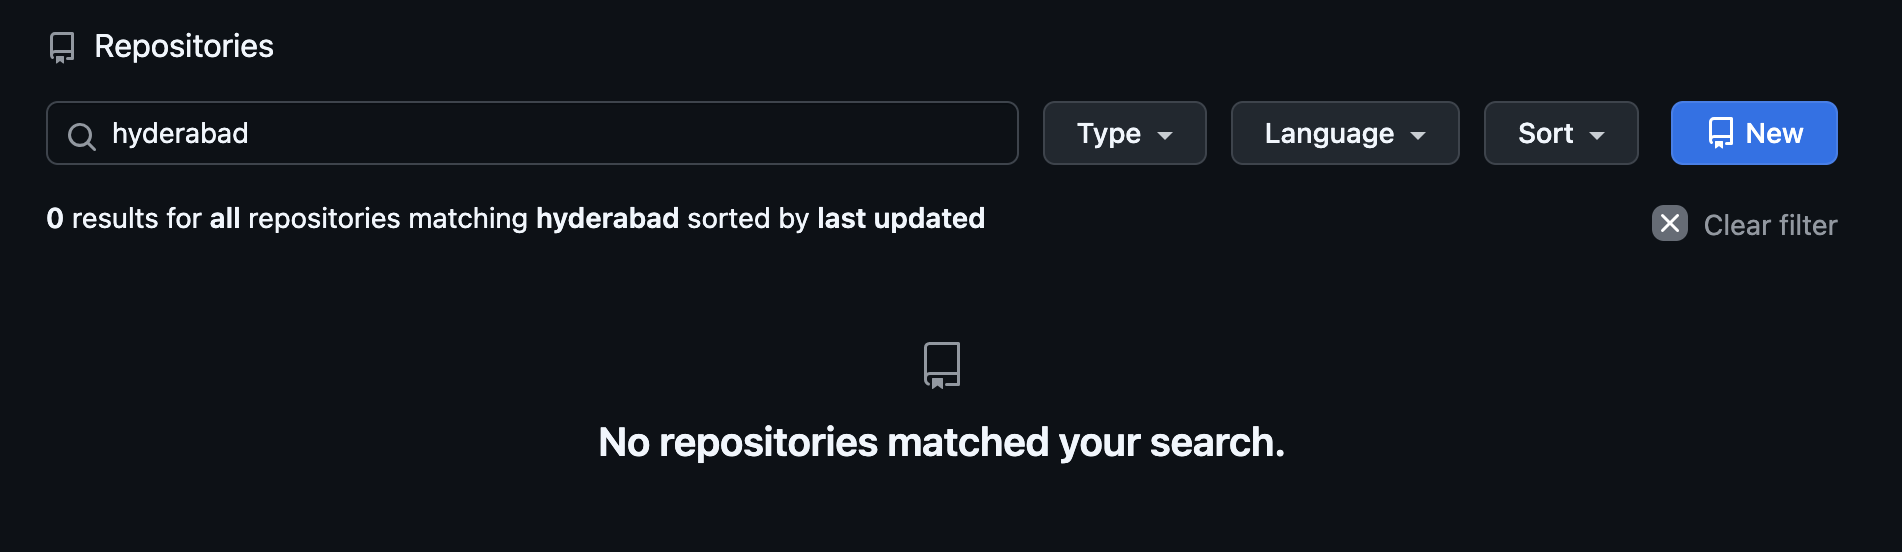 Repositories
hyderabad
Type
Language
Sort
New
0 results for all repositories matching hyderabad sorted by last updated
Clear filter
No repositories matched your search.